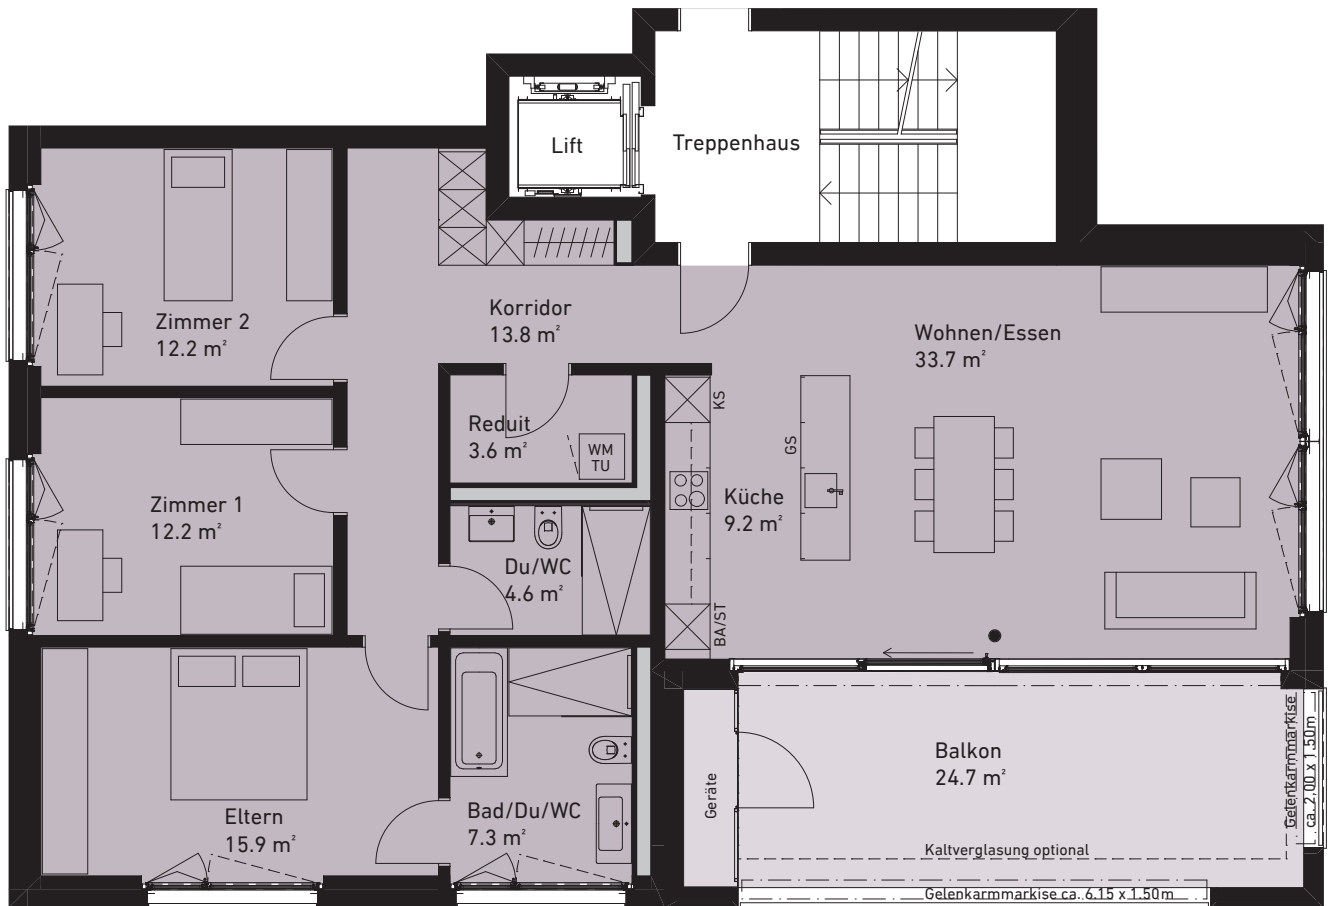 Lift
Treppenhaus
Zimmer 2
12.2 m²
Korridor
13.8 m²
Wohnen/Essen
33.7 m²
KS
Reduit
3.6 m²
WM
TU
GS
Zimmer 1
12.2 m²
Küche
9.2 m²
Du/WC
4.6 m²
BA/ST
Balkon
24.7 m²
Gelenkarmmarkise
ca. 2,00 x 1.50m
Geräte
Eltern
15.9 m²
Bad/Du/WC
7.3 m²
Kaltverglasung optional
Gelenkarmmarkise ca. 6.15 x 1.50m